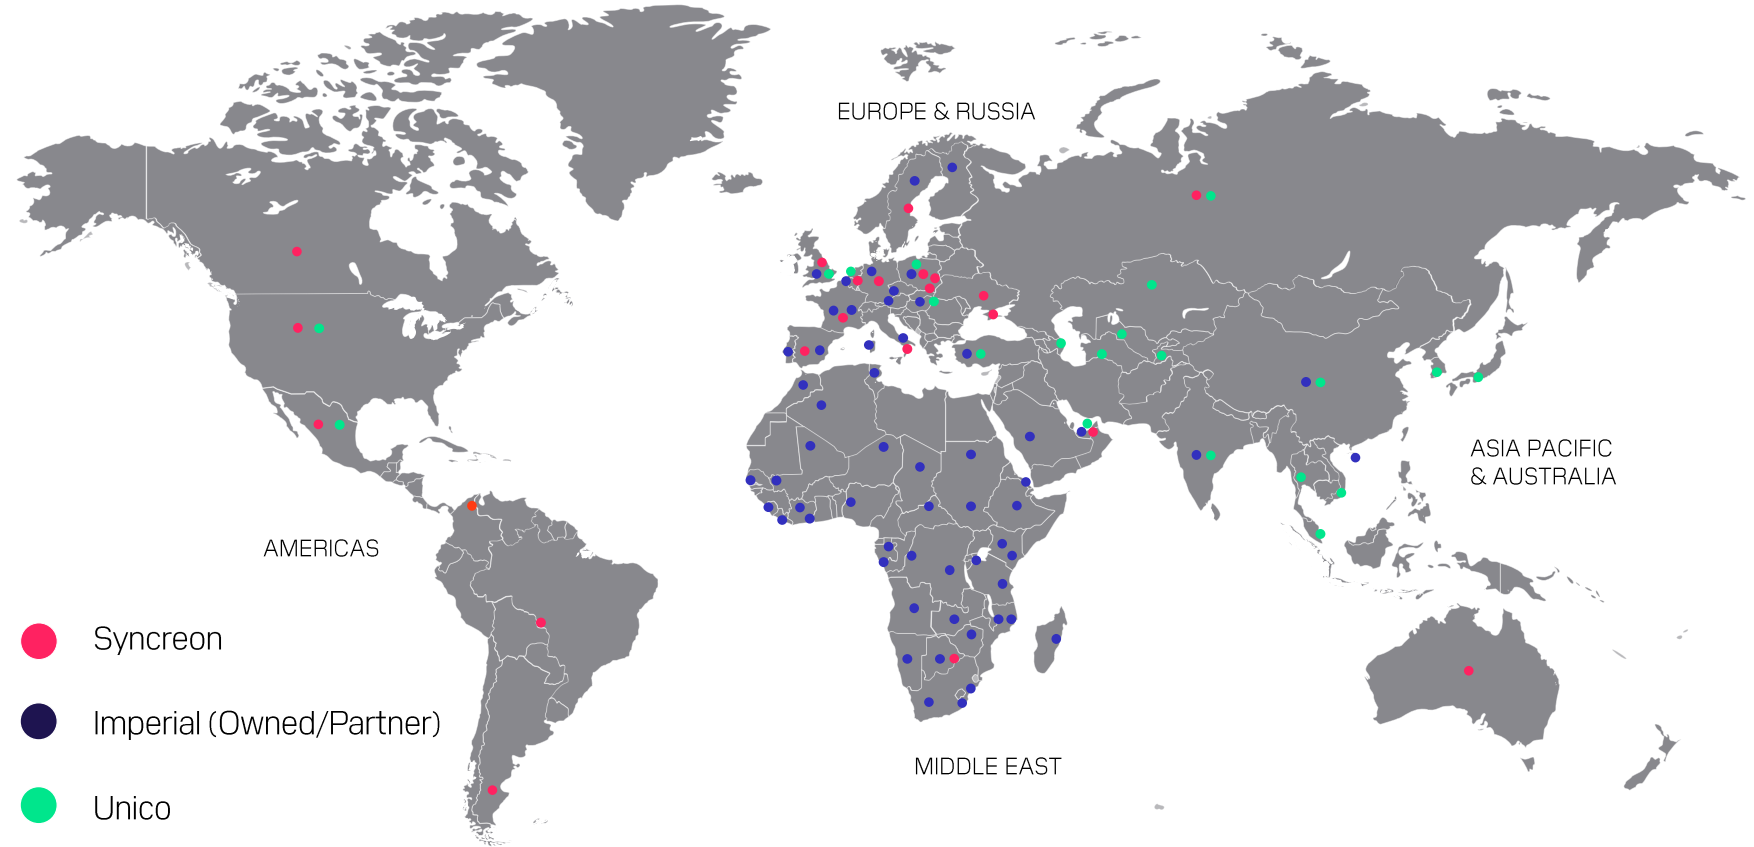 EUROPE & RUSSIA
ASIA PACIFIC
& AUSTRALIA
AMERICAS
MIDDLE EAST
Syncreon
Imperial (Owned/Partner)
Unico